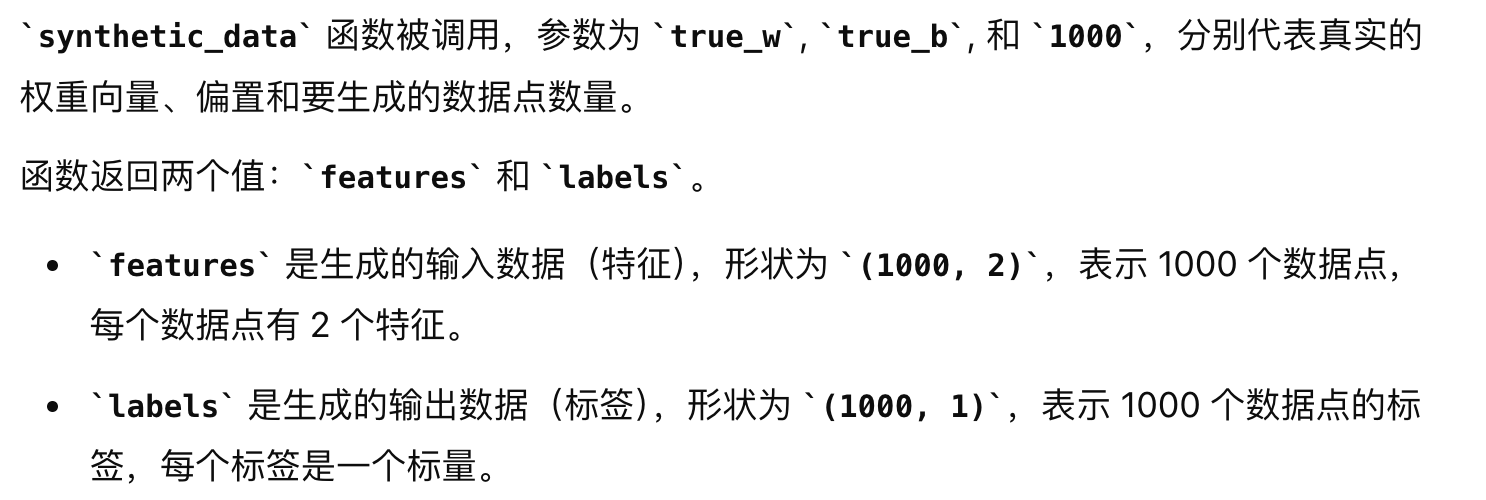 `synthetic_data` 函数被调用，参数为 `true_w`, `true_b`, 和 `1000`，分别代表真实的
权重向量、偏置和要生成的数据点数量。
函数返回两个值：`features` 和 `labels`。
• `features` 是生成的输入数据（特征），形状为 `(1000, 2)`，表示 1000 个数据点，
每个数据点有 2 个特征。
• `labels` 是生成的输出数据（标签），形状为 `(1000, 1)`，表示 1000 个数据点的标
签，每个标签是一个标量。